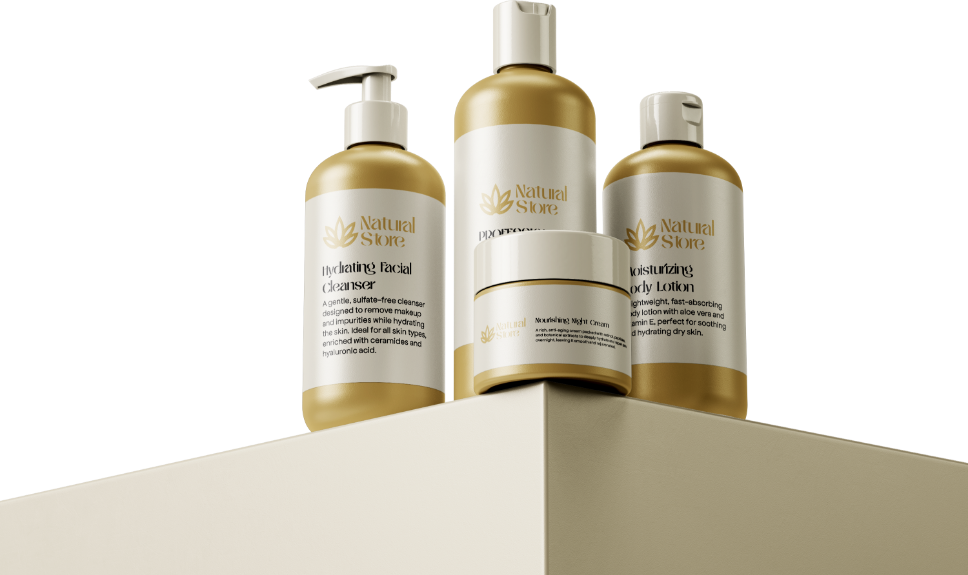 Natural
Store
Hydrating Facial
Cleanser
A gentle, sulfate-free cleanser
designed to remove makeup
and impurities while hydrating
the skin. Ideal for all skin types,
enriched with ceramides and
hyaluronic acid.
Natural
Store
Natural
Store
Nourishing Night Cream
Natural
Store
Moisturizing
ody Lotion
ightweight, fast-absorbing
dy lotion with aloe vera and
amin E, perfect for soothing
d hydrating dry skin.